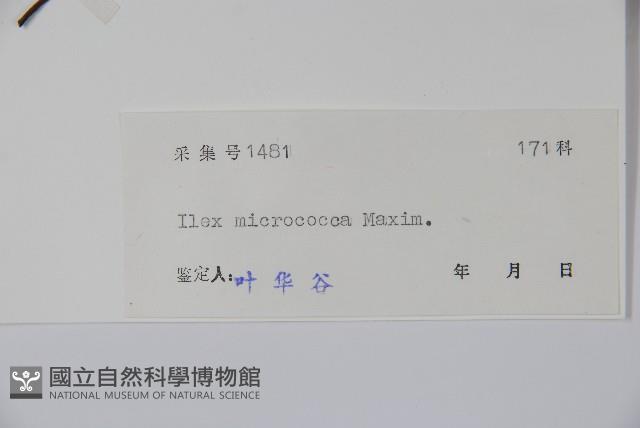 采集号1481 171科
Ilex micrococca Maxim.
鉴定人:叶华谷 年 月 日
國立自然科學博物館
NATIONAL MUSEUM OF NATURAL SCIENCE